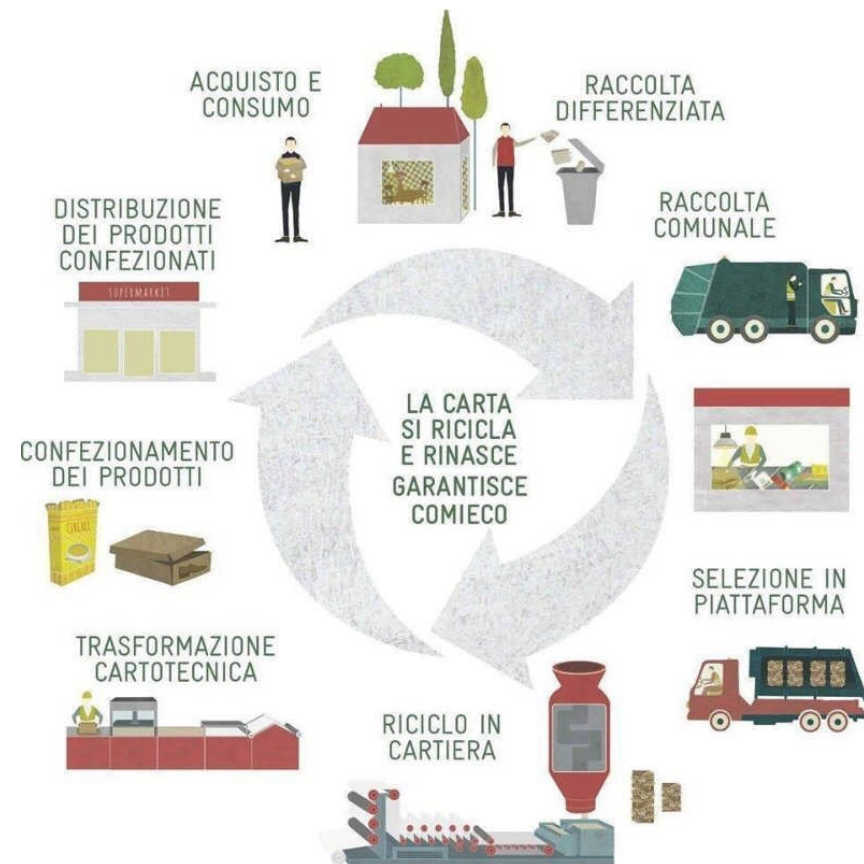 ACQUISTO E
CONSUMO
RACCOLTA
DIFFERENZIATA
RACCOLTA
COMUNALE
SELEZIONE IN
PIATTAFORMA
RICICLO IN
CARTIERA
TRASFORMAZIONE
CARTOTECNICA
CONFEZIONAMENTO
DEI PRODOTTI
CEREALI
DISTRIBUZIONE
DEI PRODOTTI
CONFEZIONATI
SUPERMARKET
LA CARTA
SI RICICLA
E RINASCE
GARANTISCE
COMIECO